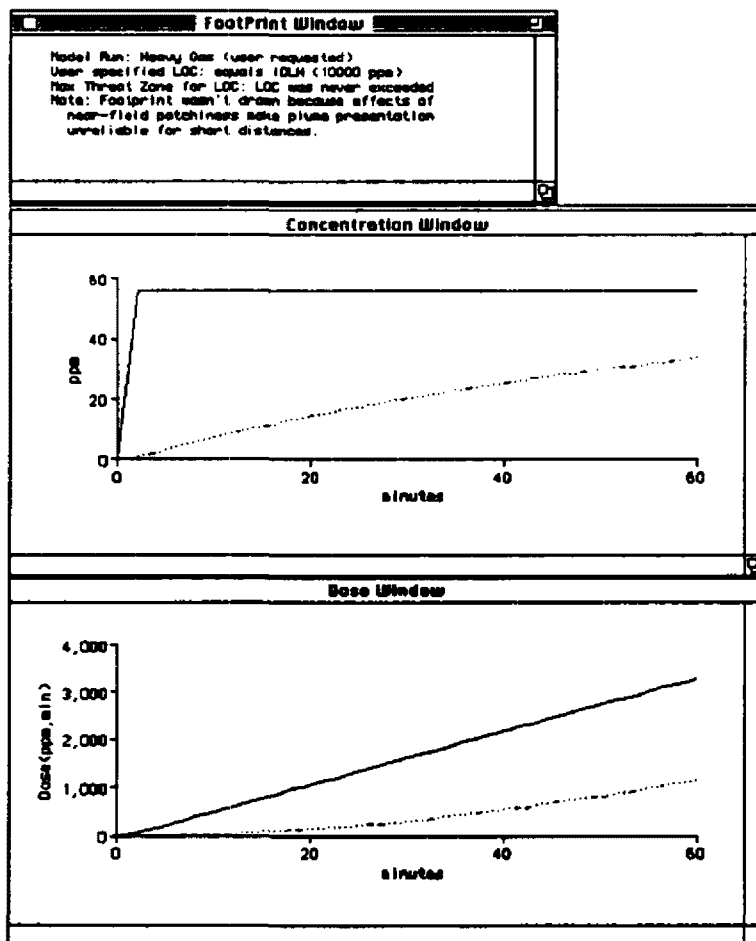 FootPrint Window
Model Run: Heavy Gas (user requested)
User specified LOC: equals IDLH (10000 ppm)
Max Threat Zone for LOC: LOC was never exceeded
Note: Footprint wasn't drawn because effects of
near-field patchiness make plume presentation
unreliable for short distances.
Concentration Window
60
40
20
0
ppm
0 20 40 60
minutes
Dose Window
4,000
3,000
2,000
1,000
0
Dose(ppm,min)
0 20 40 60
minutes